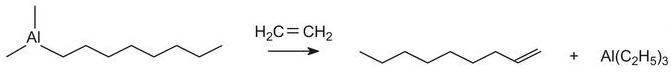 Al
H₂C=CH₂
+ Al(C₂H₅)₃